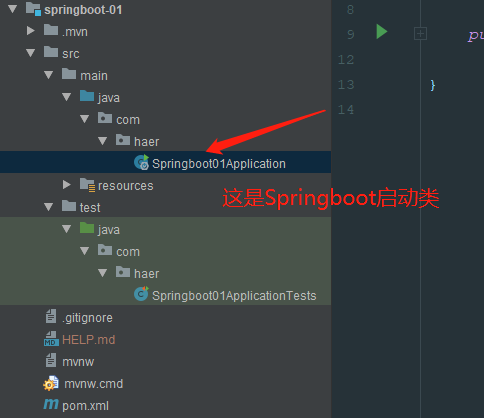 springboot-01
.mvn
src
main
java
com
haer
Springboot01Application
resources
test
java
com
haer
Springboot01ApplicationTests
.gitignore
HELP.md
mvnw
mvnw.cmd
pom.xml
8
9 pu
12
13 }
14
这是Springboot启动类